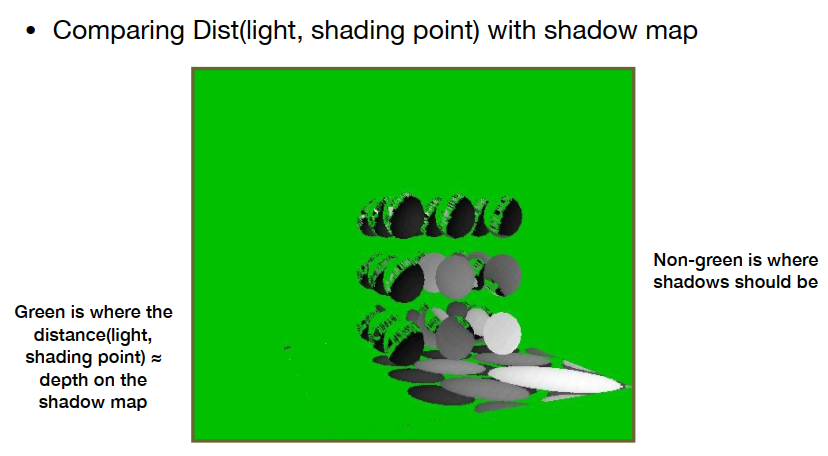 • Comparing Dist(light, shading point) with shadow map
Non-green is where
shadows should be
Green is where the
distance(light,
shading point) ≈
depth on the
shadow map